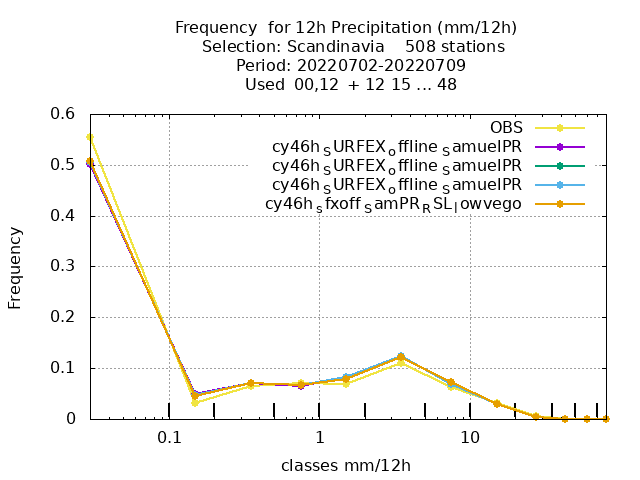 Frequency  for 12h Precipitation (mm/12h)
Selection: Scandinavia    508 stations
Period: 20220702-20220709
Used  00,12  + 12 15 ... 48
0.6
0.5
0.4
0.3
0.2
0.1
0
Frequency
OBS
cy46h_SURFEX_offline_SamuelPR
cy46h_SURFEX_offline_SamuelPR
cy46h_SURFEX_offline_SamuelPR
cy46h_sfxoff_SamPR_RSL_lowvego
0.1 1 10
classes mm/12h